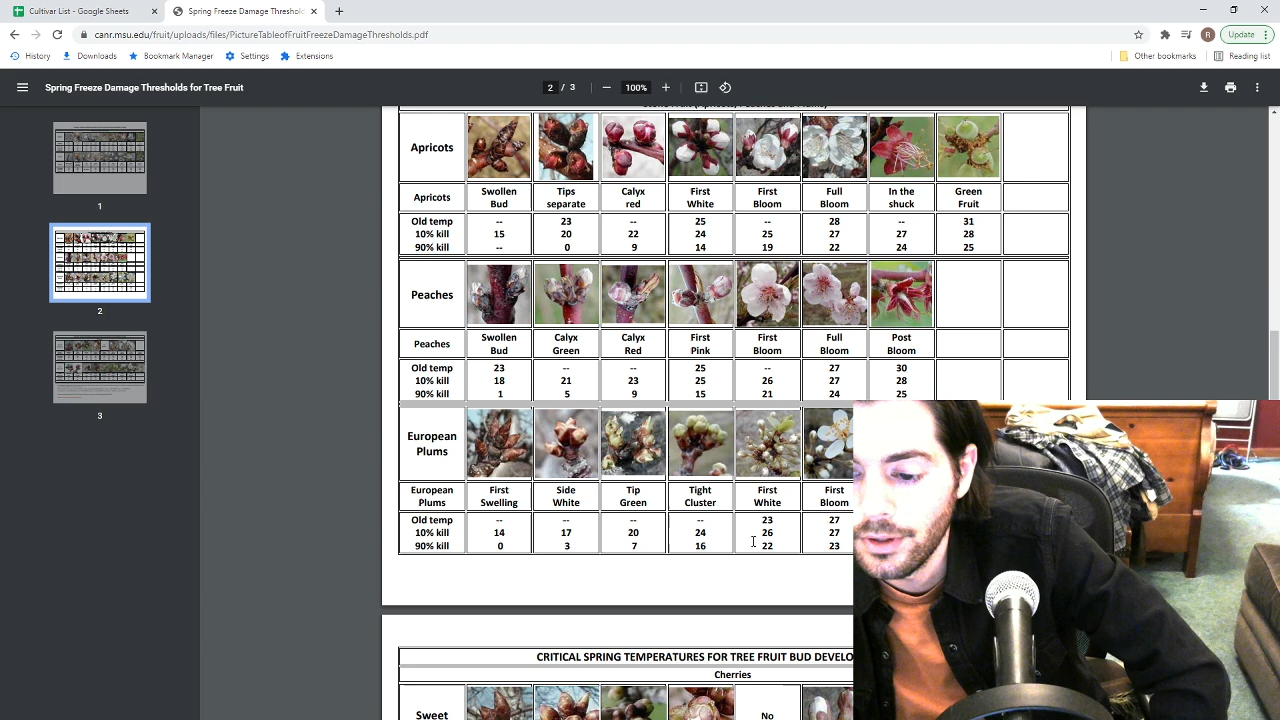 Cultivar List - Google Sheets
Spring Freeze Damage Threshold
canr.msu.edu/fruit/uploads/files/PictureTableofFruitFreezeDamageThresholds.pdf
R
Update
History
Downloads
Bookmark Manager
Settings
Extensions
Other bookmarks
Reading list
Spring Freeze Damage Thresholds for Tree Fruit
2 / 3
100%
1
2
3
Apricots
Apricots Swollen Bud Tips separate Calyx red First White First Bloom Full Bloom In the shuck Green Fruit
Old temp -- 23 -- 25 -- 28 -- 31
10% kill 15 20 22 24 25 27 27 28
90% kill -- 0 9 14 19 22 24 25
Peaches
Peaches Swollen Bud Calyx Green Calyx Red First Pink First Bloom Full Bloom Post Bloom
Old temp 23 -- -- 25 -- 27 30
10% kill 18 21 23 25 26 27 28
90% kill 1 5 9 15 21 24 25
European Plums
European Plums First Swelling Side White Tip Green Tight Cluster First White First Bloom
Old temp -- -- -- -- 23 27
10% kill 14 17 20 24 26 27
90% kill 0 3 7 16 22 23
CRITICAL SPRING TEMPERATURES FOR TREE FRUIT BUD DEVELO
Cherries
Sweet
No